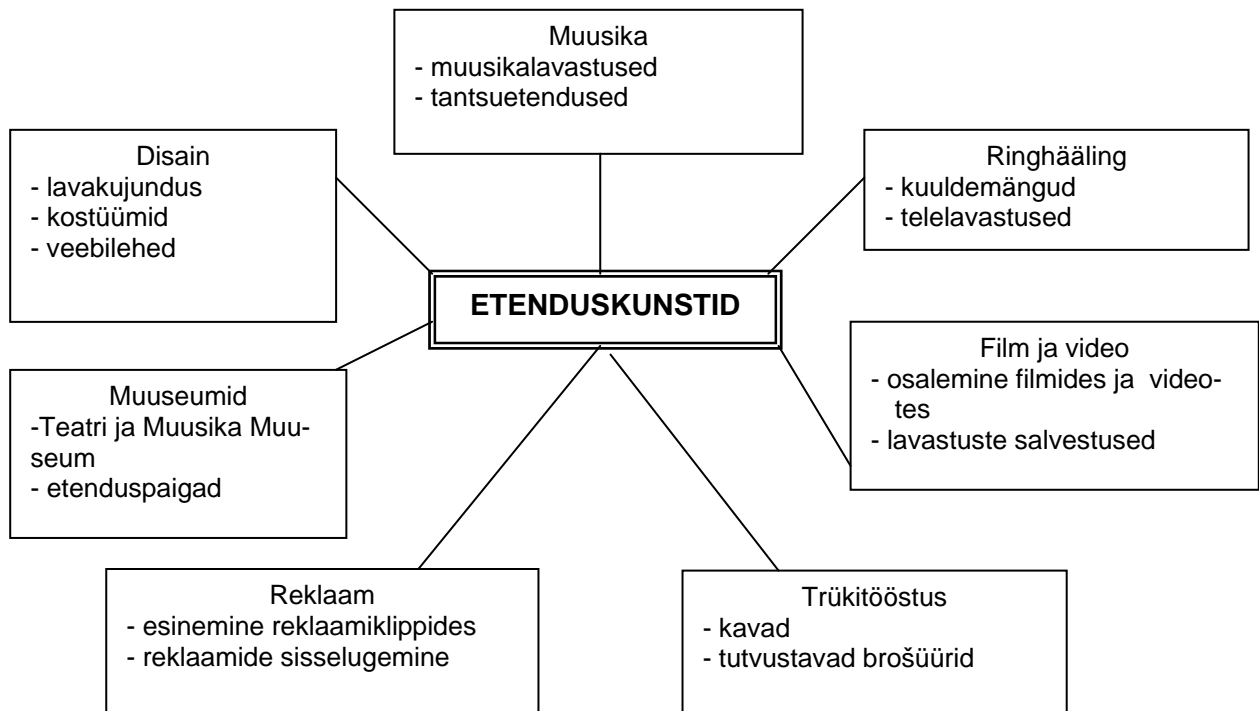 Muusika
- muusikalavastused
- tantsuetendused
Disain
- lavakujundus
- kostüümid
- veebilehed
Ringhääling
- kuuldemängud
- telelavastused
ETENDUSKUNSTID
Film ja video
- osalemine filmides ja video-
tes
- lavastuste salvestused
Muuseumid
-Teatri ja Muusika Muu-
seum
- etenduspaigad
Reklaam
- esinemine reklaamiklippides
- reklaamide sisselugemine
Trükitööstus
- kavad
- tutvustavad brošüürid